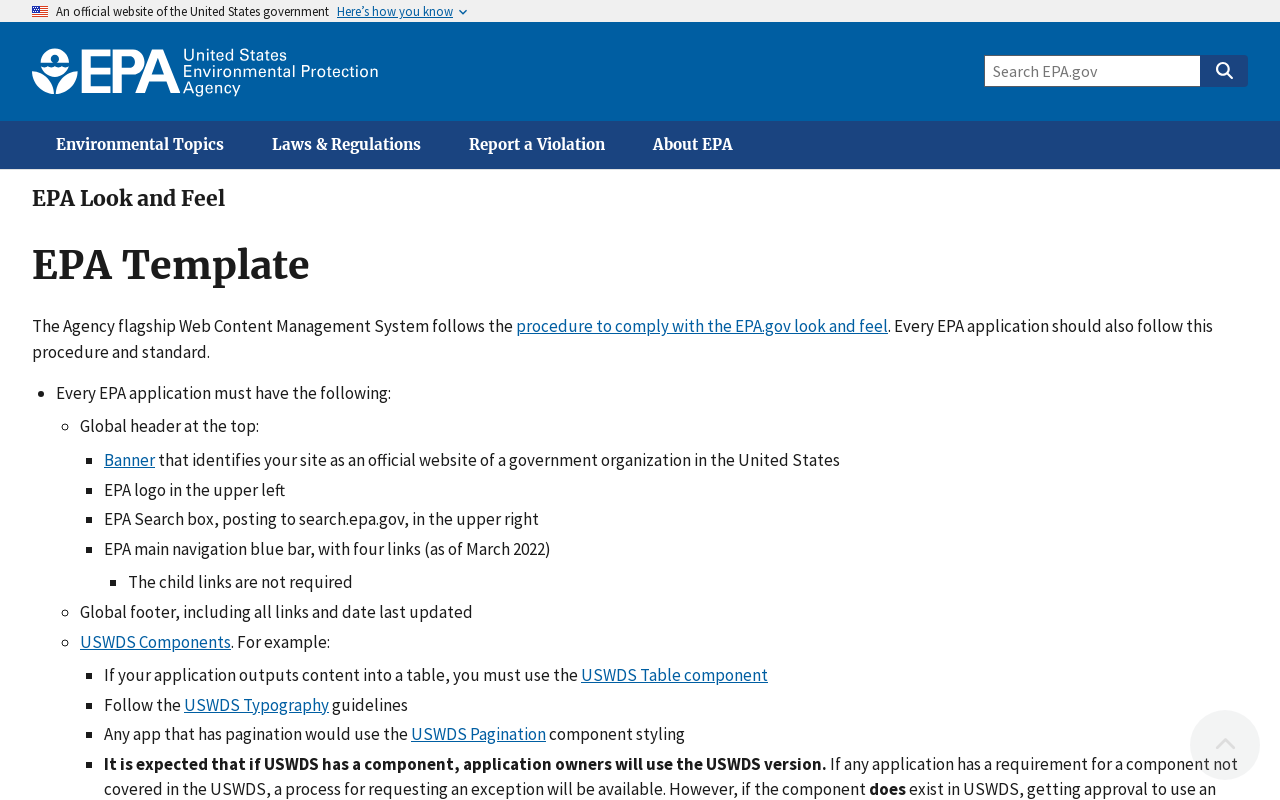 An official website of the United States government Here’s how you know
United States
Environmental Protection
Agency
EPA
Search EPA.gov
Environmental Topics Laws & Regulations Report a Violation About EPA
EPA Look and Feel
EPA Template
The Agency flagship Web Content Management System follows the procedure to comply with the EPA.gov look and feel. Every EPA application should also follow this
procedure and standard.
Every EPA application must have the following:
Global header at the top:
Banner that identifies your site as an official website of a government organization in the United States
EPA logo in the upper left
EPA Search box, posting to search.epa.gov, in the upper right
EPA main navigation blue bar, with four links (as of March 2022)
The child links are not required
Global footer, including all links and date last updated
USWDS Components. For example:
If your application outputs content into a table, you must use the USWDS Table component
Follow the USWDS Typography guidelines
Any app that has pagination would use the USWDS Pagination component styling
It is expected that if USWDS has a component, application owners will use the USWDS version. If any application has a requirement for a component not
covered in the USWDS, a process for requesting an exception will be available. However, if the component does exist in USWDS, getting approval to use an